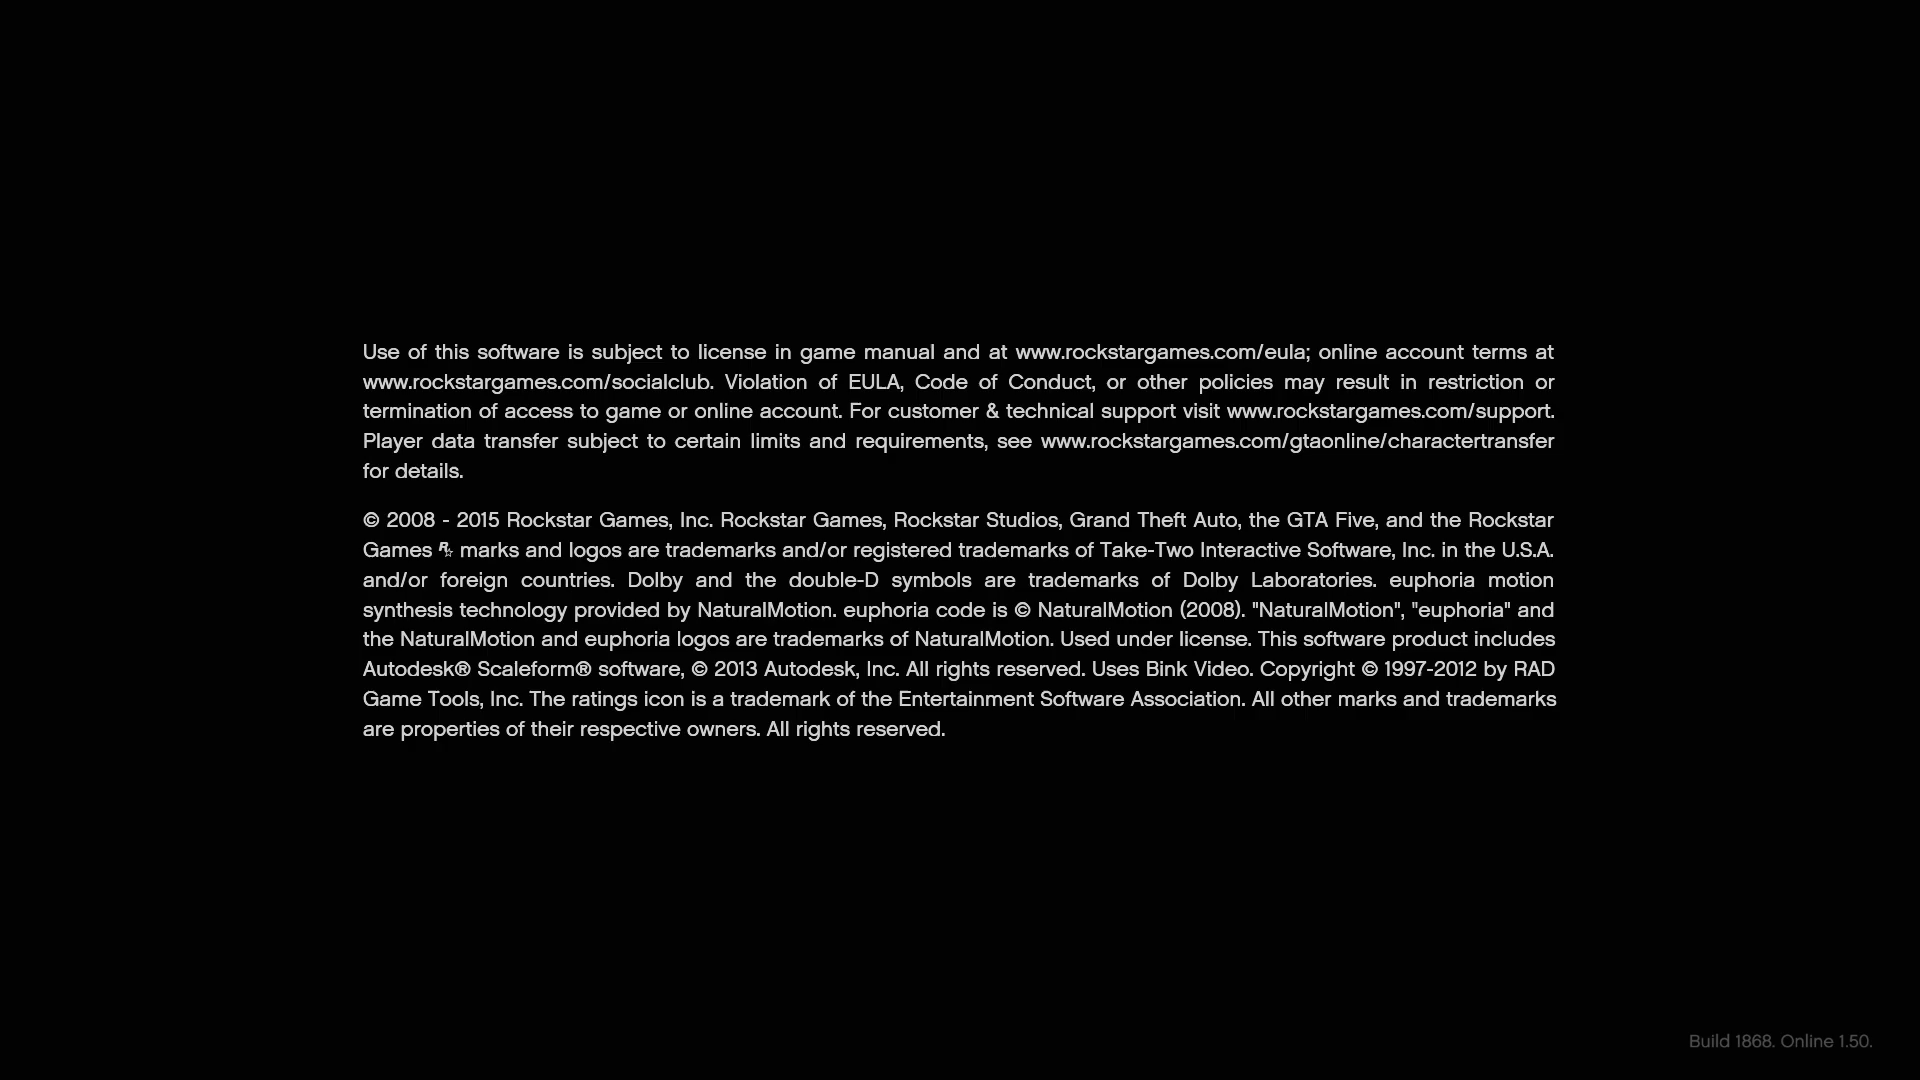 Use of this software is subject to license in game manual and at www.rockstargames.com/eula; online account terms at
www.rockstargames.com/socialclub. Violation of EULA, Code of Conduct, or other policies may result in restriction or
termination of access to game or online account. For customer & technical support visit www.rockstargames.com/support.
Player data transfer subject to certain limits and requirements, see www.rockstargames.com/gtaonline/charactertransfer
for details.
© 2008 - 2015 Rockstar Games, Inc. Rockstar Games, Rockstar Studios, Grand Theft Auto, the GTA Five, and the Rockstar
Games R* marks and logos are trademarks and/or registered trademarks of Take-Two Interactive Software, Inc. in the U.S.A.
and/or foreign countries. Dolby and the double-D symbols are trademarks of Dolby Laboratories. euphoria motion
synthesis technology provided by NaturalMotion. euphoria code is © NaturalMotion (2008). "NaturalMotion", "euphoria" and
the NaturalMotion and euphoria logos are trademarks of NaturalMotion. Used under license. This software product includes
Autodesk® Scaleform® software, © 2013 Autodesk, Inc. All rights reserved. Uses Bink Video. Copyright © 1997-2012 by RAD
Game Tools, Inc. The ratings icon is a trademark of the Entertainment Software Association. All other marks and trademarks
are properties of their respective owners. All rights reserved.
Build 1868. Online 1.50.